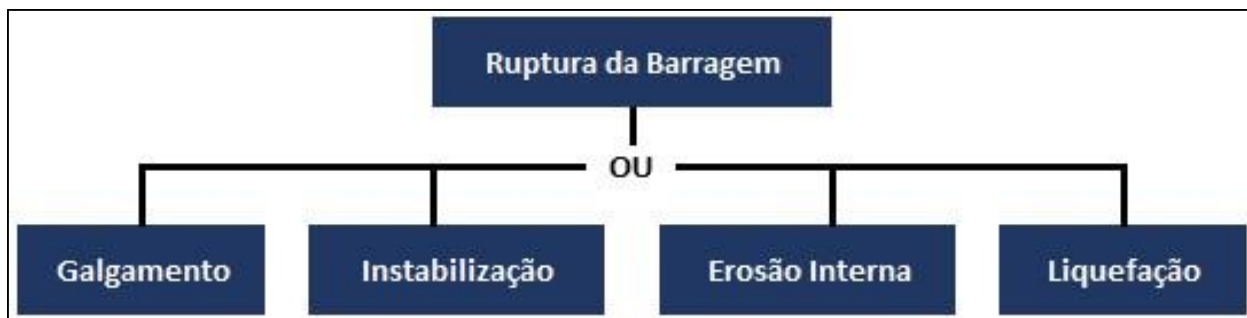 Ruptura da Barragem
OU
Galgamento
Instabilização
Erosão Interna
Liquefação